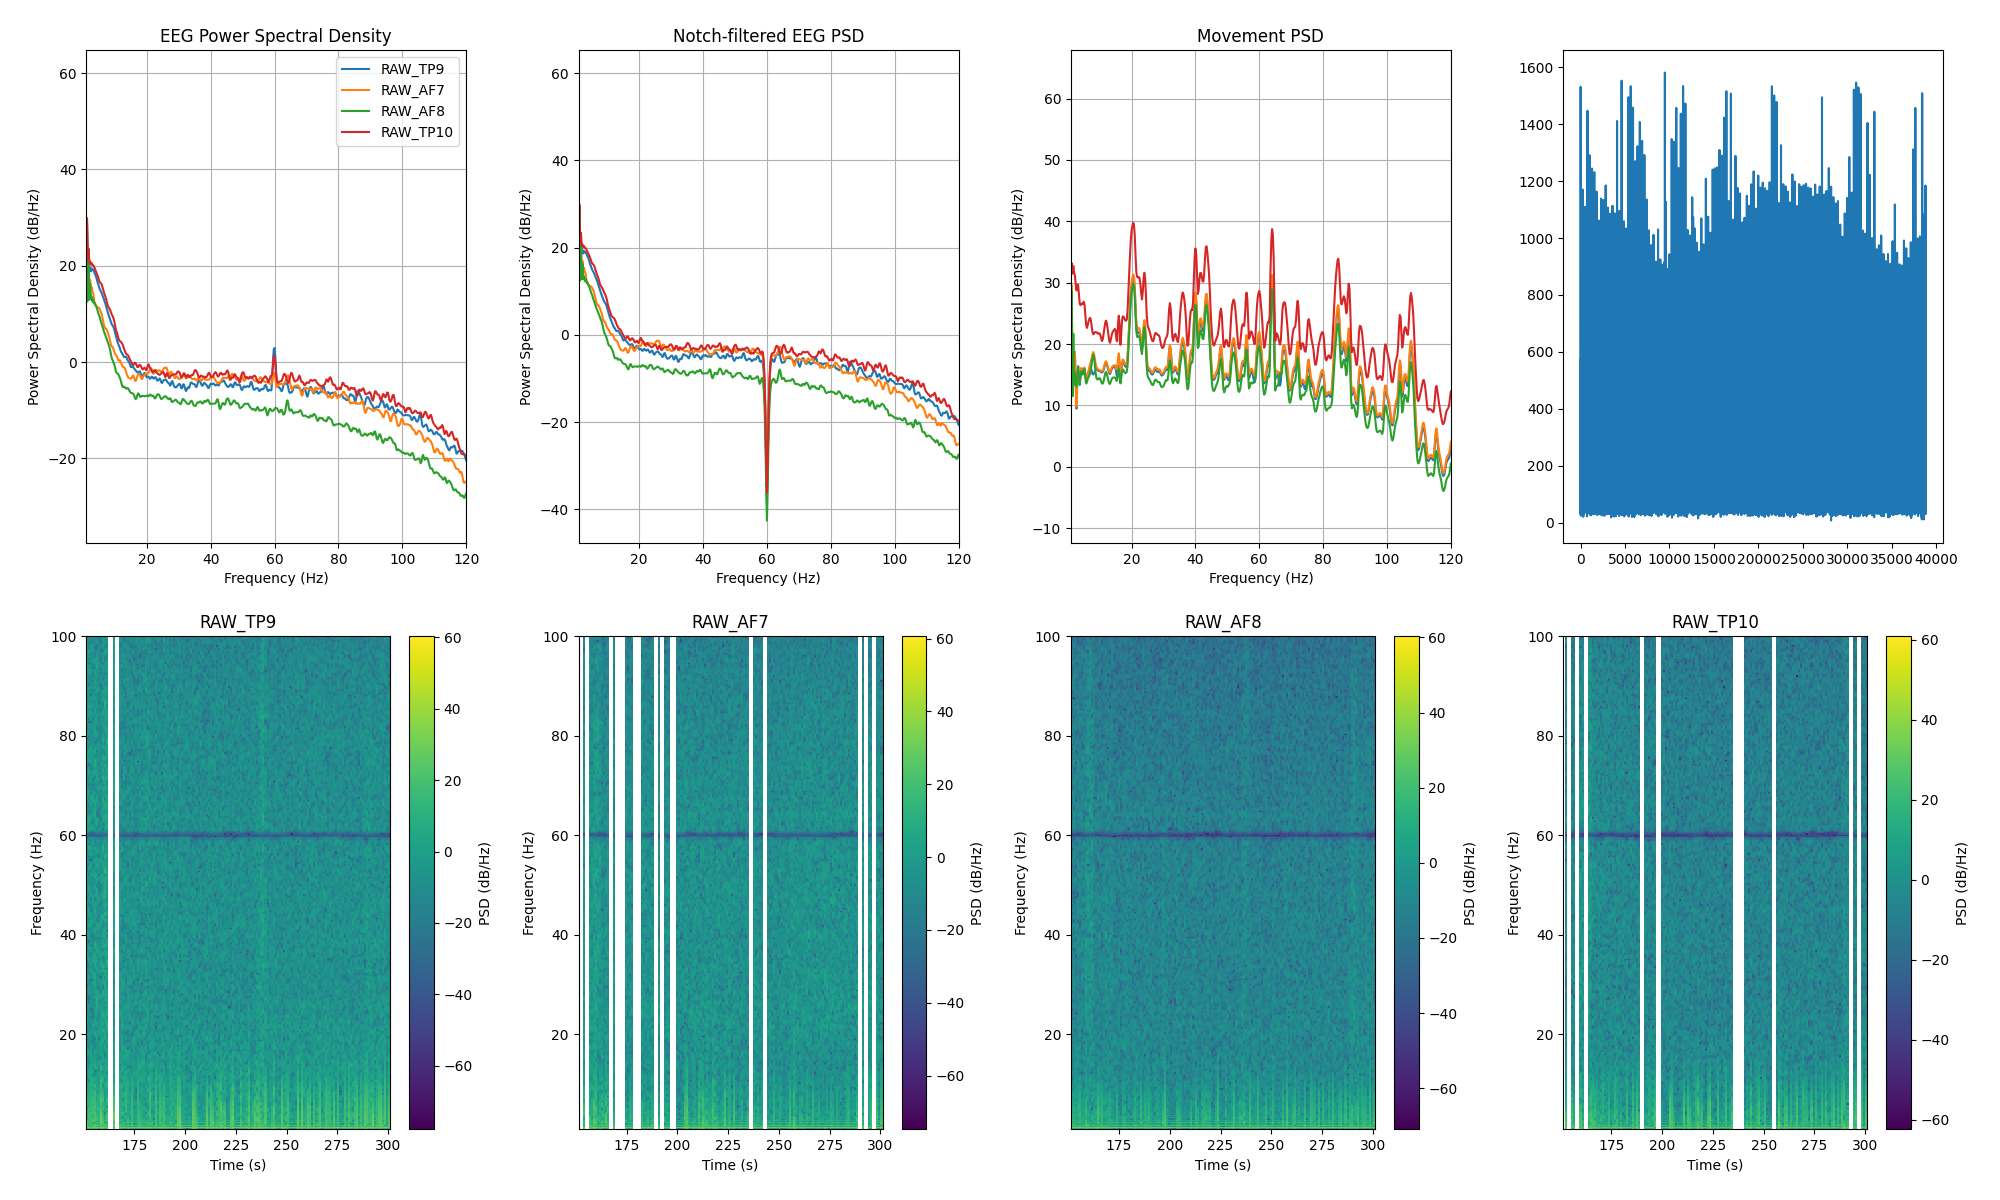 EEG Power Spectral Density
Power Spectral Density (dB/Hz)
60
40
20
0
−20
RAW_TP9
RAW_AF7
RAW_AF8
RAW_TP10
20 40 60 80 100 120
Frequency (Hz)
Notch-filtered EEG PSD
Power Spectral Density (dB/Hz)
60
40
20
0
−20
−40
20 40 60 80 100 120
Frequency (Hz)
Movement PSD
Power Spectral Density (dB/Hz)
60
50
40
30
20
10
0
−10
20 40 60 80 100 120
Frequency (Hz)
1600
1400
1200
1000
800
600
400
200
0
0 5000 10000 15000 20000 25000 30000 35000 40000
RAW_TP9
Frequency (Hz)
100
80
60
40
20
175 200 225 250 275 300
Time (s)
60
40
20
0
−20
−40
−60
PSD (dB/Hz)
RAW_AF7
Frequency (Hz)
100
80
60
40
20
175 200 225 250 275 300
Time (s)
60
40
20
0
−20
−40
−60
PSD (dB/Hz)
RAW_AF8
Frequency (Hz)
100
80
60
40
20
175 200 225 250 275 300
Time (s)
60
40
20
0
−20
−40
−60
PSD (dB/Hz)
RAW_TP10
Frequency (Hz)
100
80
60
40
20
175 200 225 250 275 300
Time (s)
60
40
20
0
−20
−40
−60
PSD (dB/Hz)